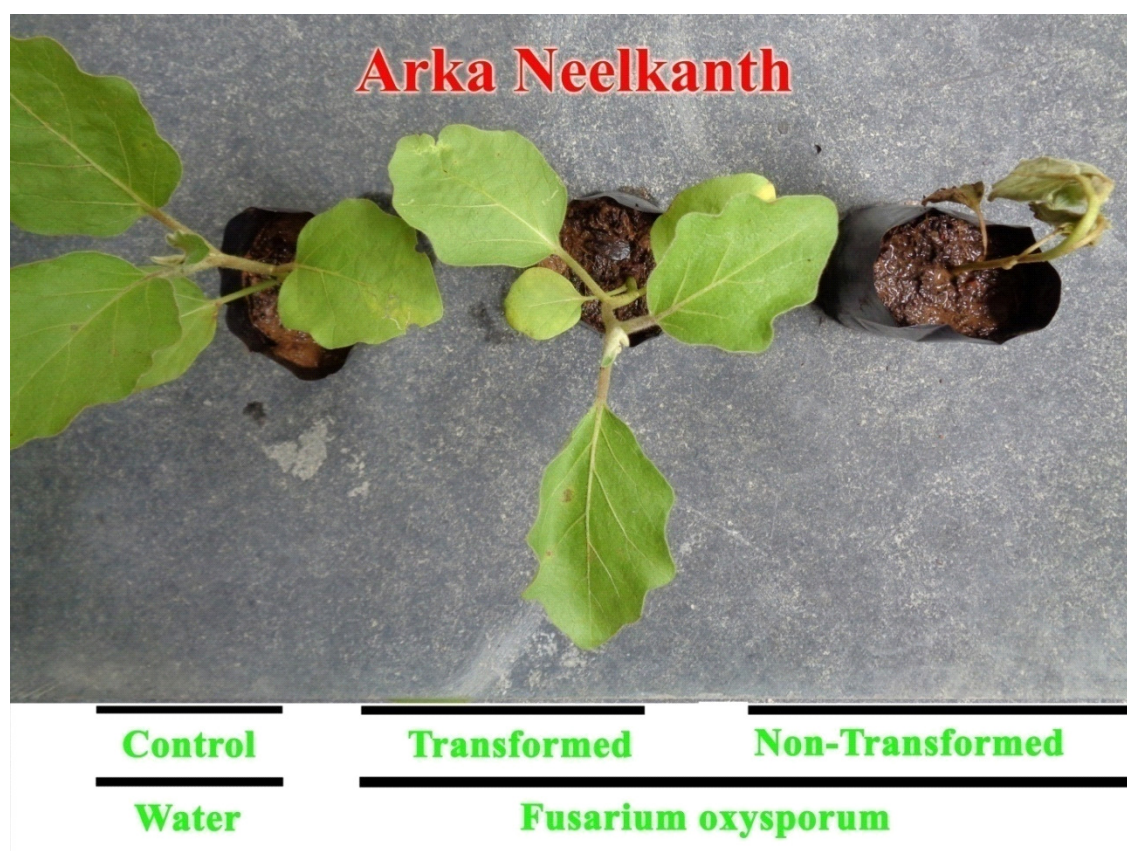 Arka Neelkanth
Control Transformed Non-Transformed
Water Fusarium oxysporum